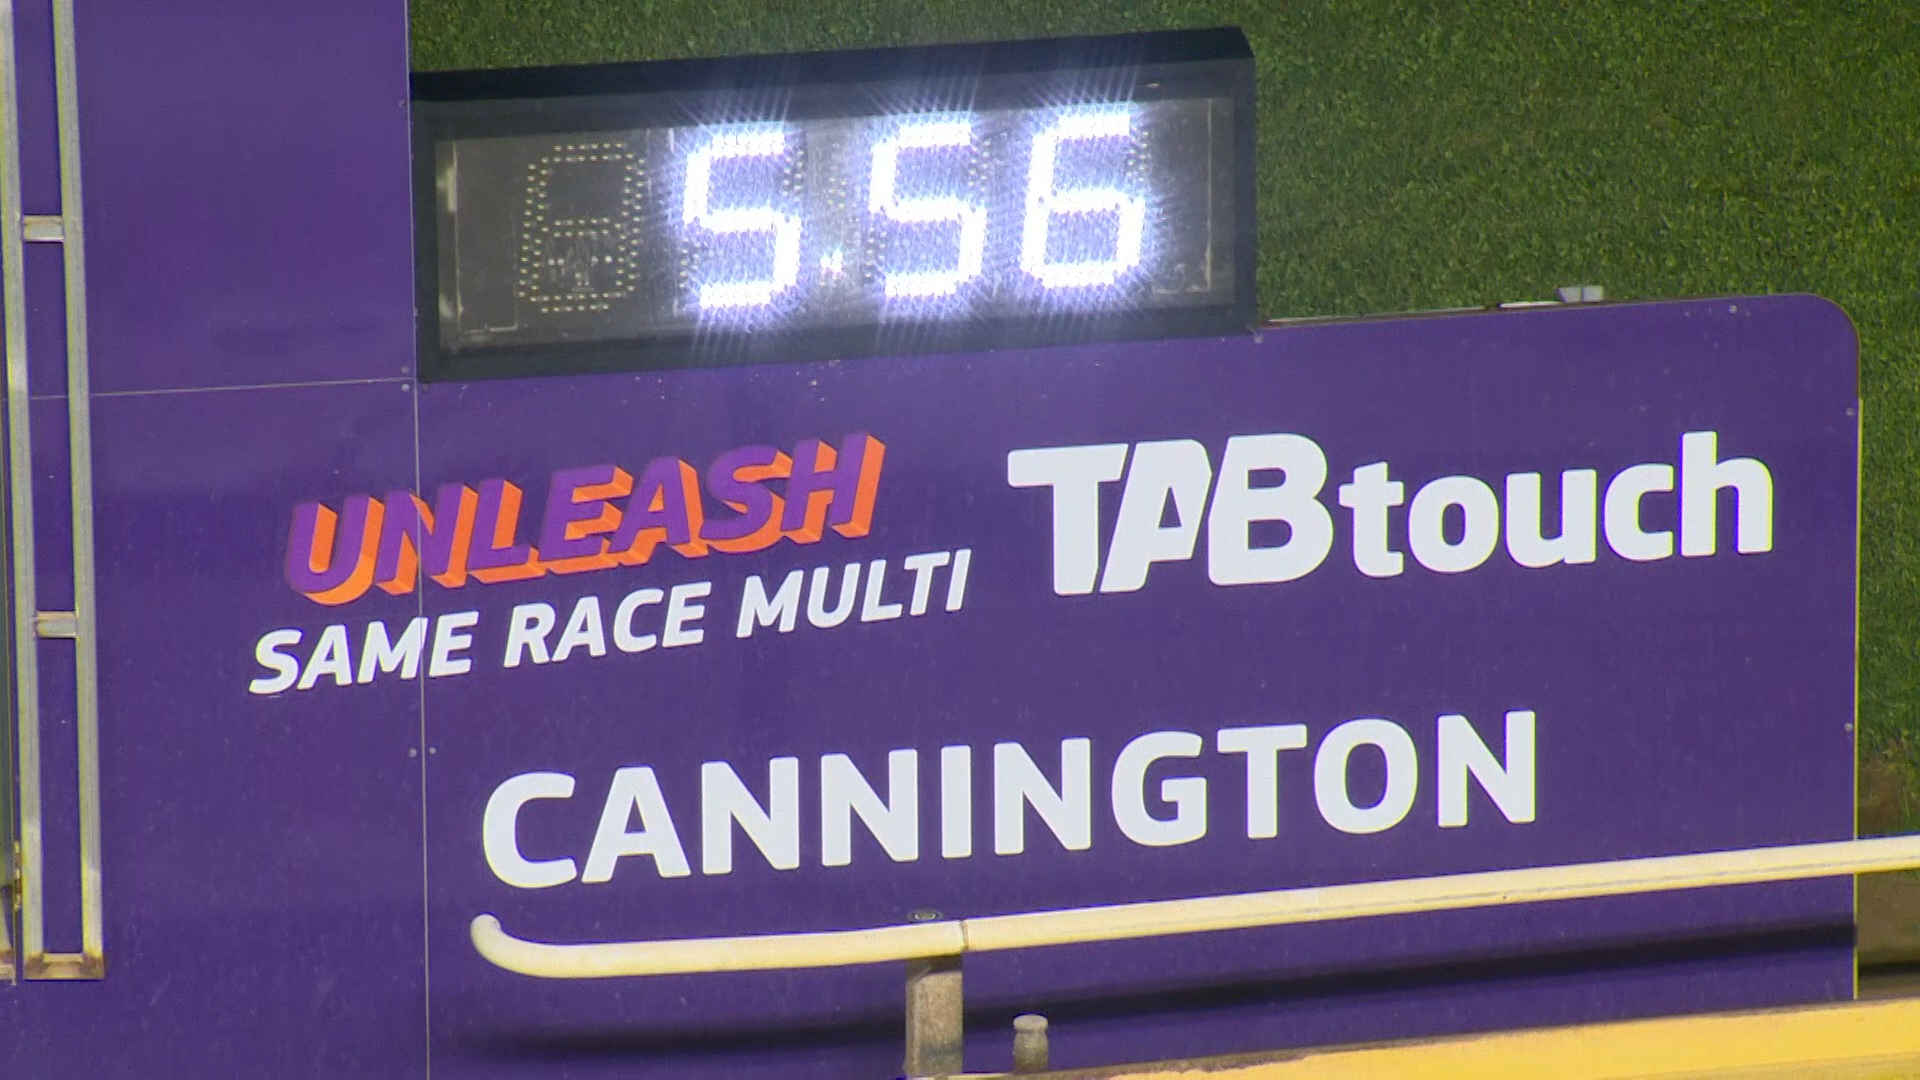 5.56
UNLEASH
SAME RACE MULTI
TABtouch
CANNINGTON